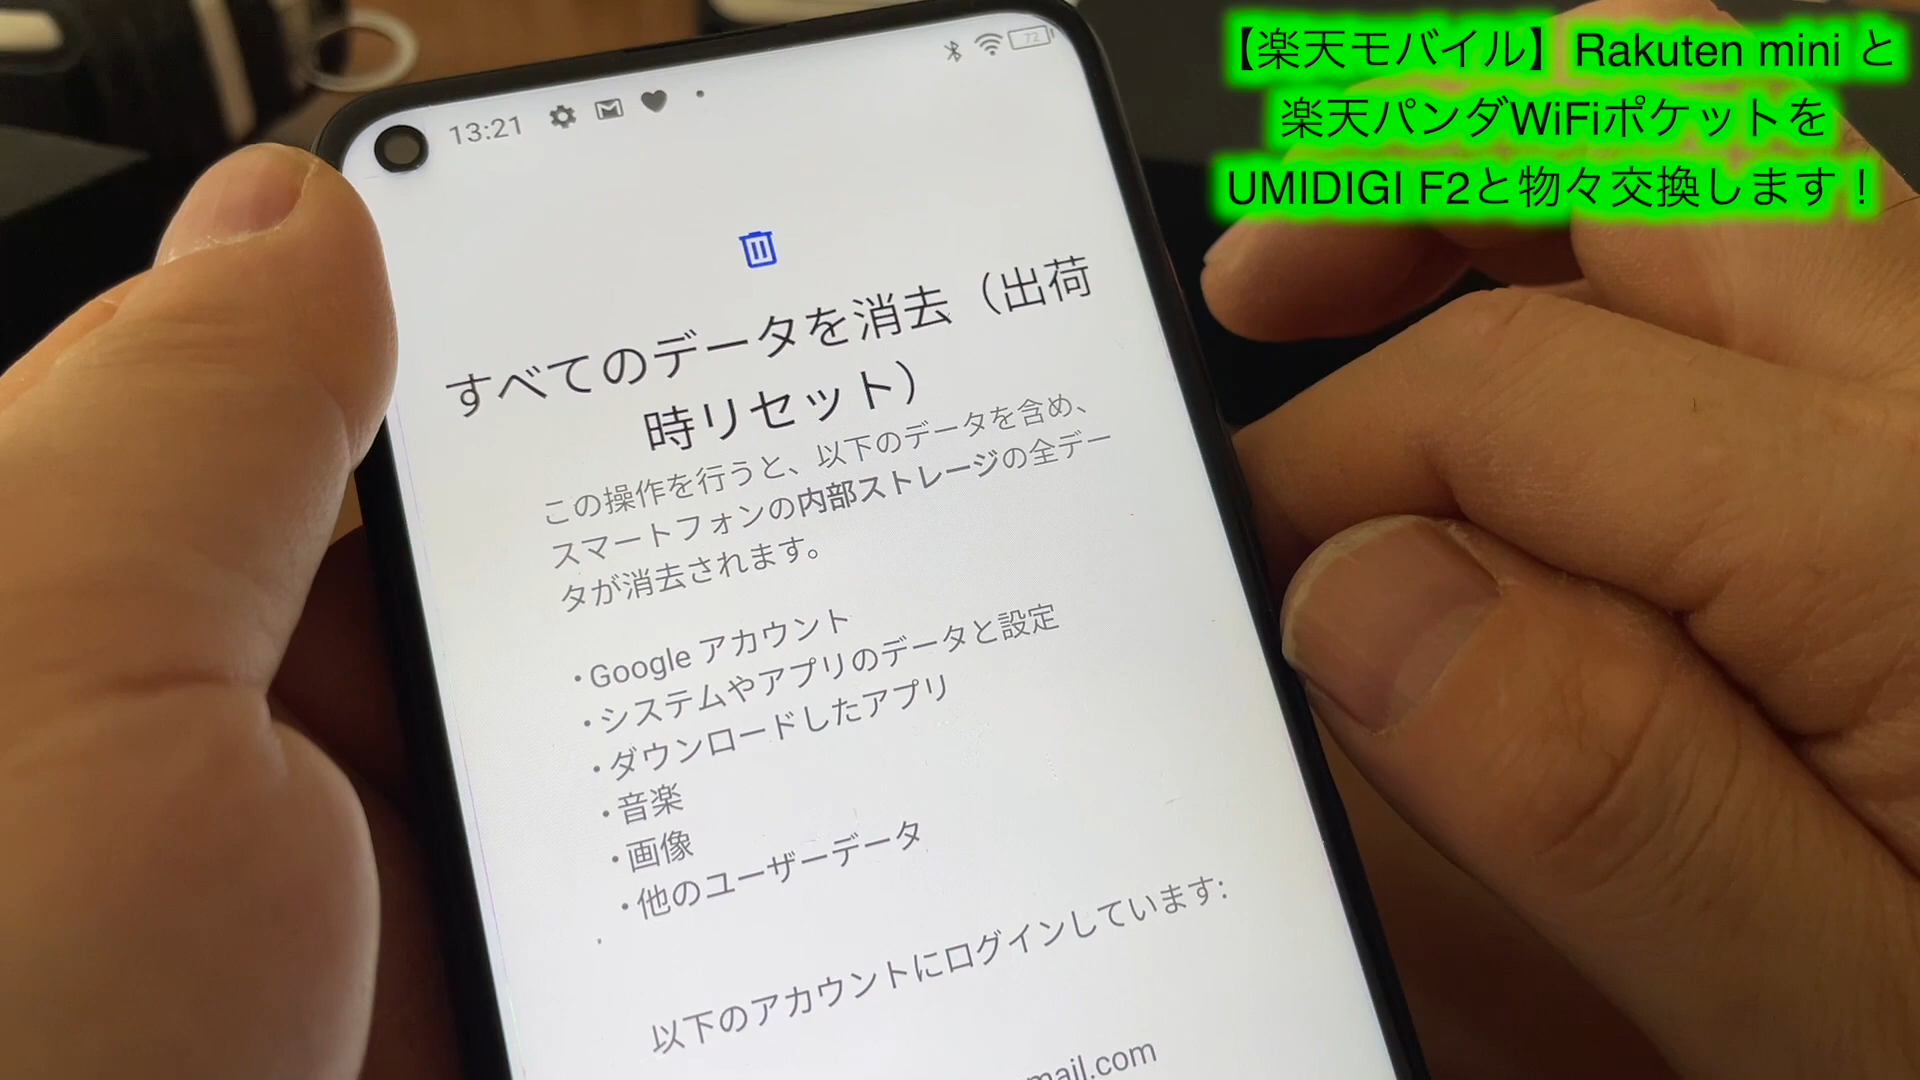 【楽天モバイル】Rakuten mini と
楽天パンダWiFiポケットを
UMIDIGI F2と物々交換します！
13:21
72
すべてのデータを消去（出荷
時リセット）
この操作を行うと、以下のデータを含め、
スマートフォンの内部ストレージの全デー
タが消去されます。
・Google アカウント
・システムやアプリのデータと設定
・ダウンロードしたアプリ
・音楽
・画像
・他のユーザーデータ
以下のアカウントにログインしています:
mail.com